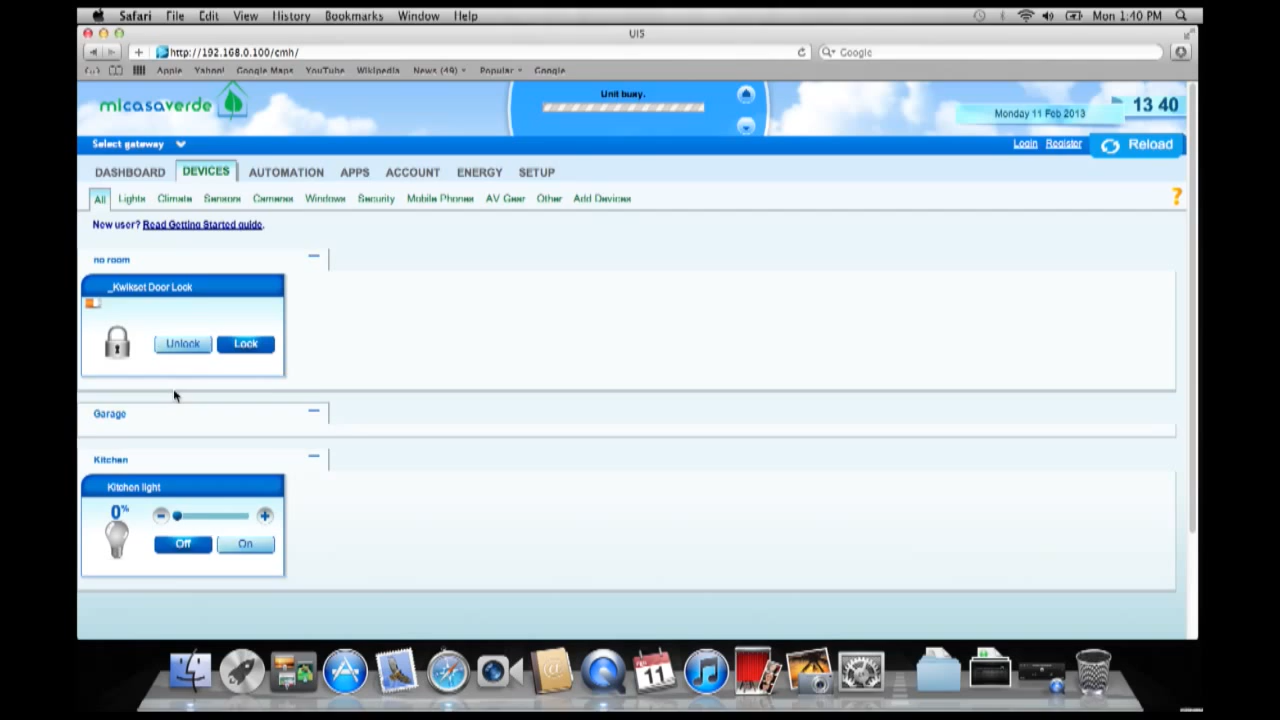 Safari File Edit View History Bookmarks Window Help Mon 1:40 PM
UI5
http://192.168.0.100/cmh/ Google
Apple Yahoo! Google Maps YouTube Wikipedia News (49) Popular Google
micasaverde Unit busy. Monday 11 Feb 2013 13 40
Select gateway Login Register Reload
DASHBOARD DEVICES AUTOMATION APPS ACCOUNT ENERGY SETUP
All Lights Climate Sensors Cameras Windows Security Mobile Phones AV Gear Other Add Devices ?
New user? Read Getting Started guide.
no room
_Kwikset Door Lock
Unlock Lock
Garage
Kitchen
Kitchen light
0%
Off On
11